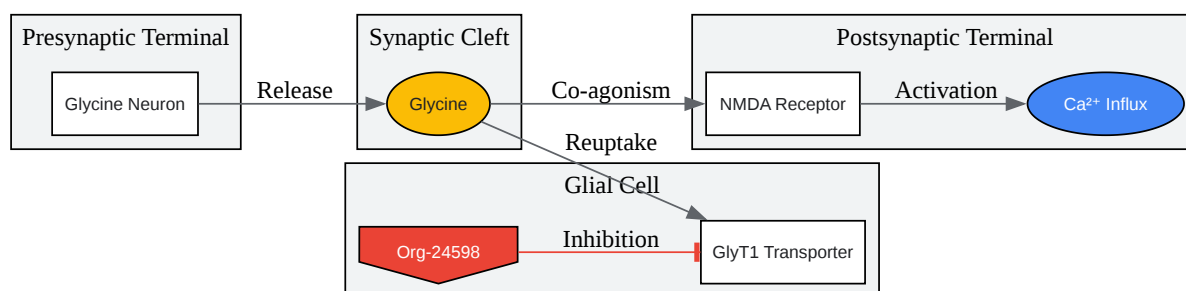 Presynaptic Terminal
Synaptic Cleft
Postsynaptic Terminal
Glycine Neuron
Release
Glycine
Co-agonism
NMDA Receptor
Activation
Ca²⁺ Influx
Reuptake
Glial Cell
Org-24598
Inhibition
GlyT1 Transporter